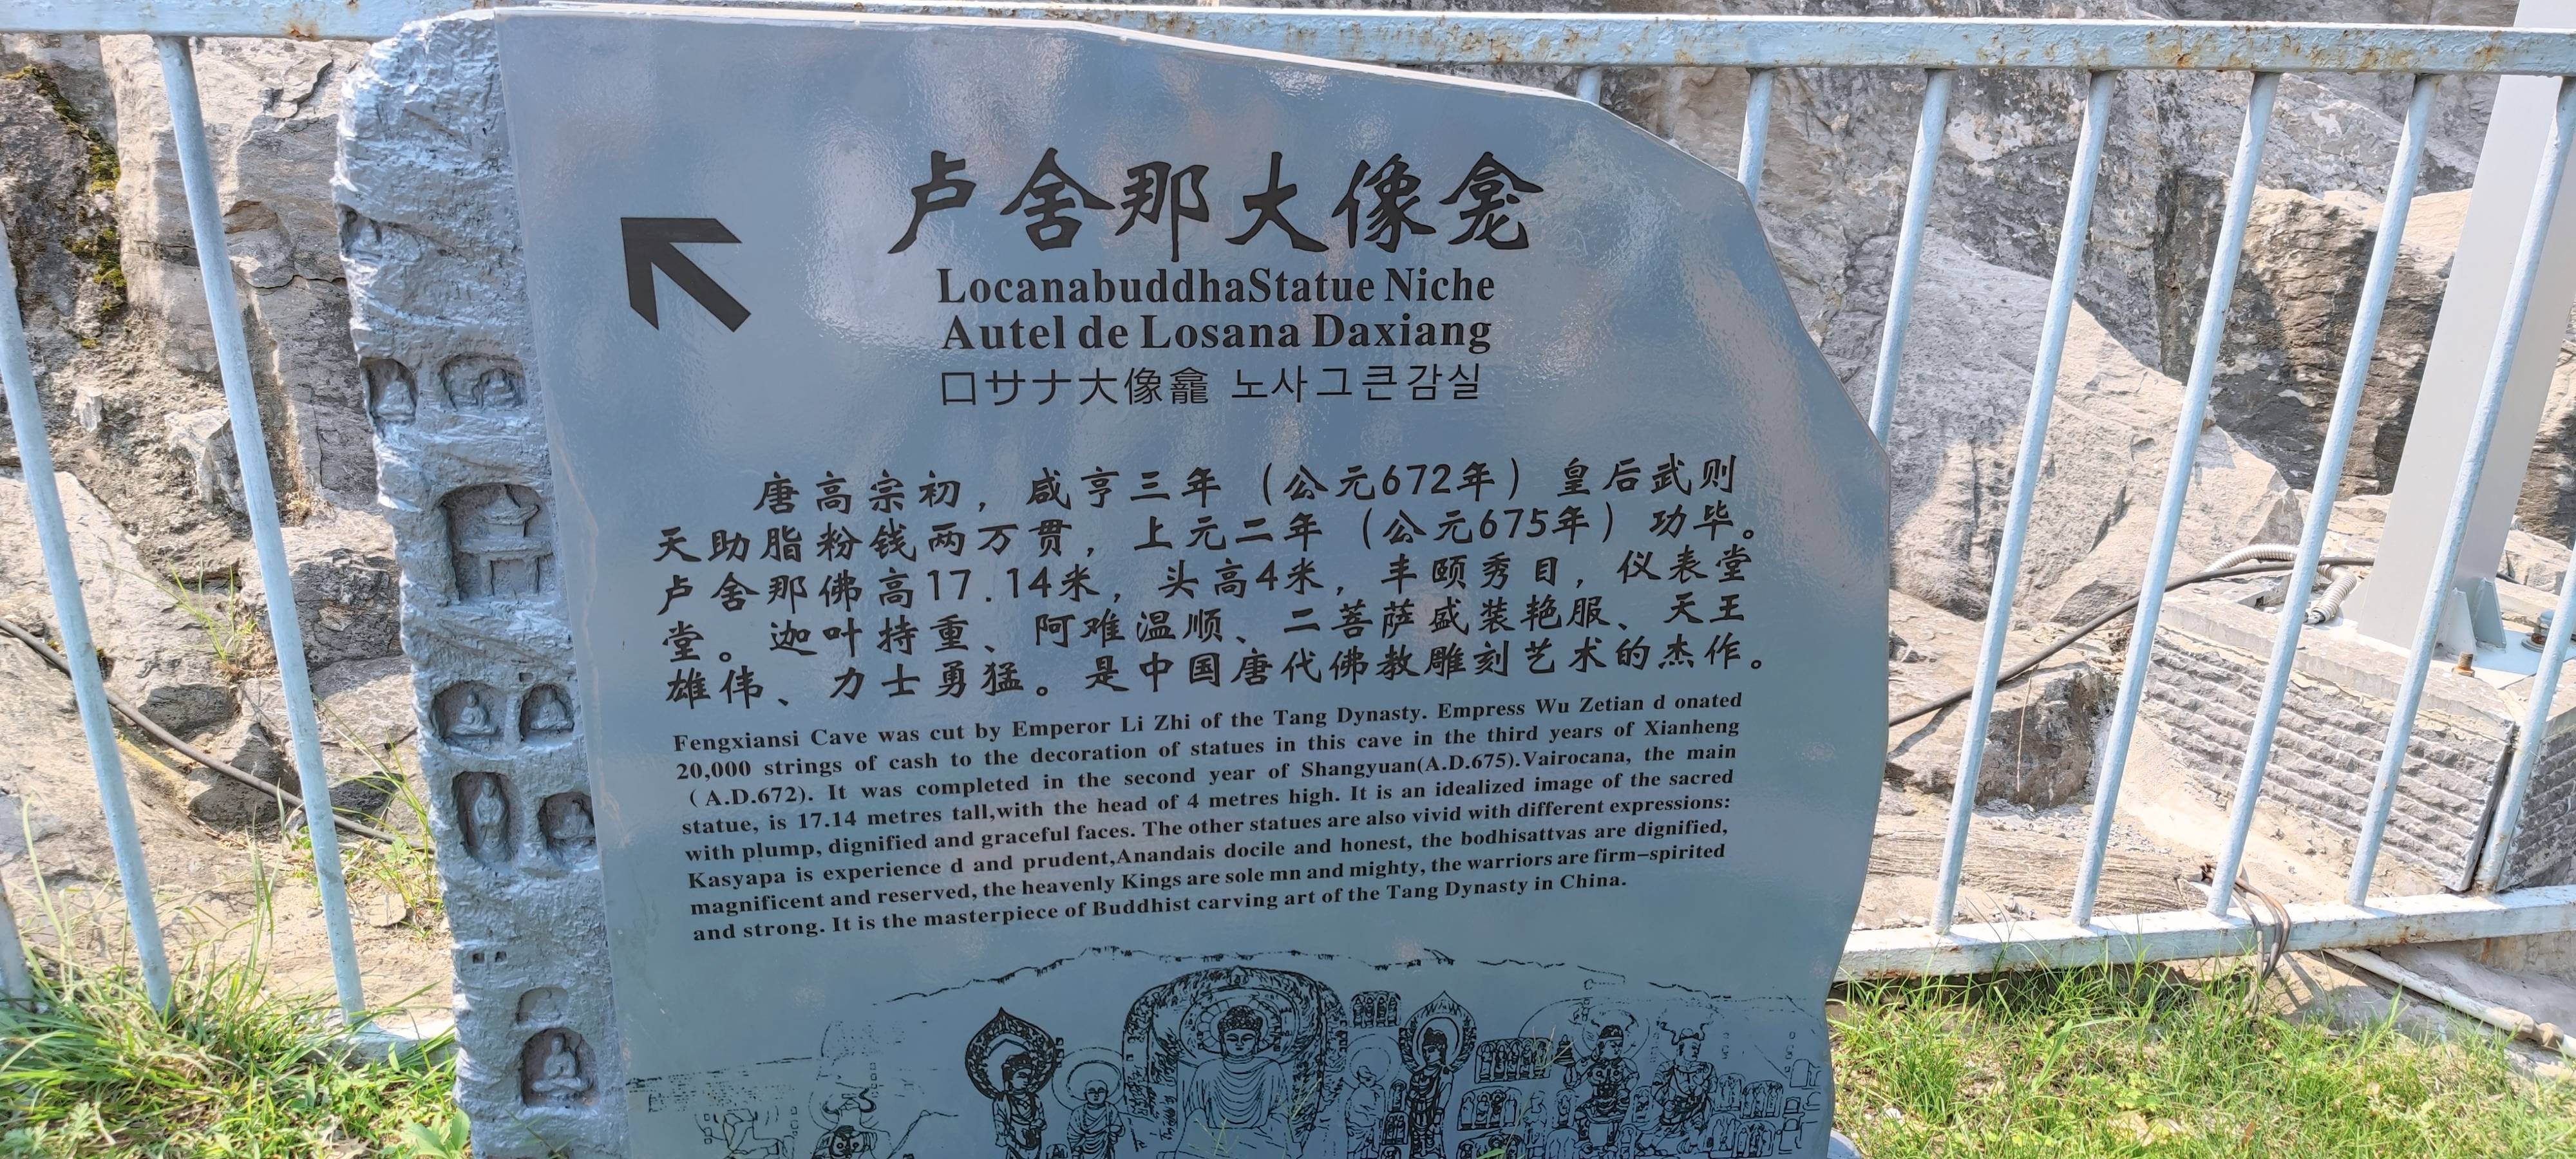 卢舍那大像龛
LocanabuddhaStatue Niche
Autel de Losana Daxiang
ロサナ大像龕 노사그큰감실
唐高宗初，咸亨三年（公元672年）皇后武则
天助脂粉钱两万贯，上元二年（公元675年）功毕。
卢舍那佛高17.14米，头高4米，丰颐秀目，仪表堂
堂。迦叶持重、阿难温顺、二菩萨盛装艳服、天王
雄伟、力士勇猛。是中国唐代佛教雕刻艺术的杰作。
Fengxiansi Cave was cut by Emperor Li Zhi of the Tang Dynasty. Empress Wu Zetian d onated
20,000 strings of cash to the decoration of statues in this cave in the third years of Xianheng
（A.D.672). It was completed in the second year of Shangyuan(A.D.675).Vairocana, the main
statue, is 17.14 metres tall,with the head of 4 metres high. It is an idealized image of the sacred
with plump, dignified and graceful faces. The other statues are also vivid with different expressions:
Kasyapa is experience d and prudent,Anandais docile and honest, the bodhisattvas are dignified,
magnificent and reserved, the heavenly Kings are sole mn and mighty, the warriors are firm-spirited
and strong. It is the masterpiece of Buddhist carving art of the Tang Dynasty in China.